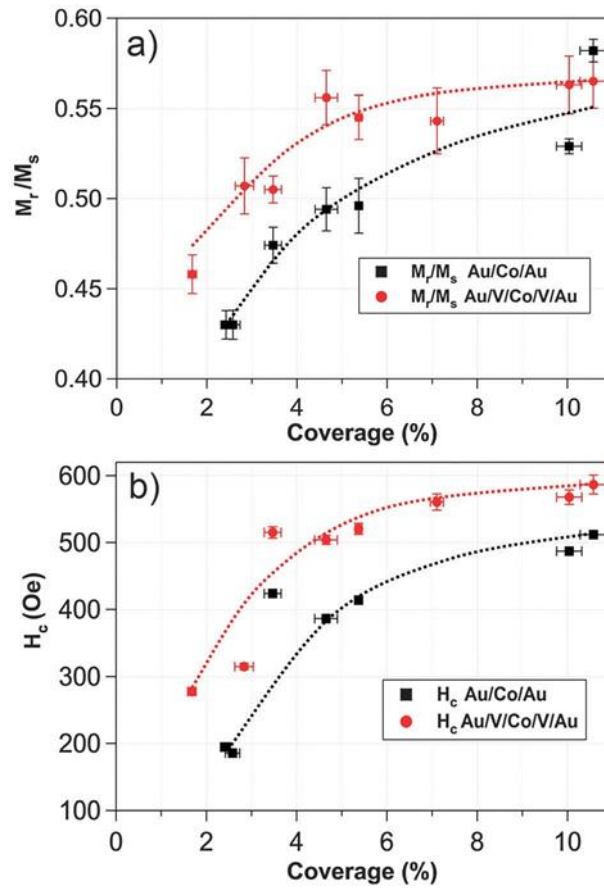 a)
0.60
0.55
0.50
0.45
0.40
Mr/Ms
Mr/Ms Au/Co/Au
Mr/Ms Au/V/Co/V/Au
0 2 4 6 8 10
Coverage (%)
b)
600
500
400
300
200
100
Hc (Oe)
Hc Au/Co/Au
Hc Au/V/Co/V/Au
0 2 4 6 8 10
Coverage (%)